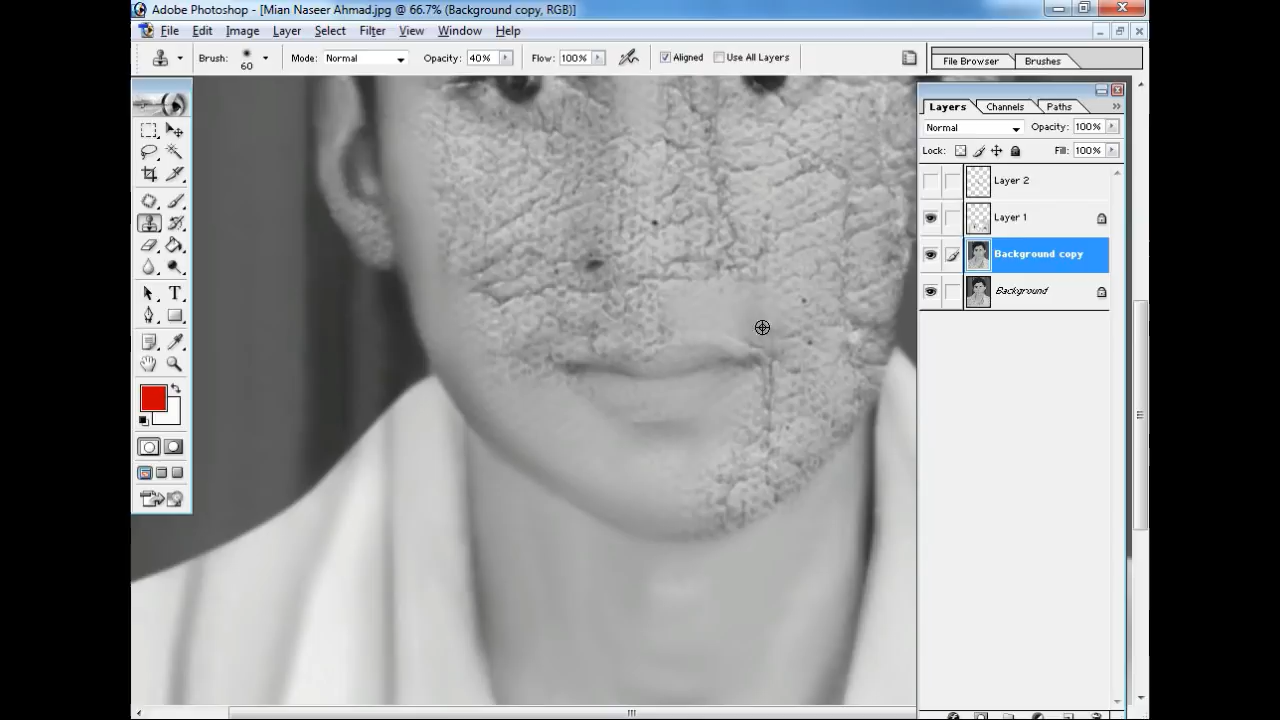 Adobe Photoshop - [Mian Naseer Ahmad.jpg @ 66.7% (Background copy, RGB)]
File Edit Image Layer Select Filter View Window Help
Brush: 60 Mode: Normal Opacity: 40% Flow: 100% Aligned Use All Layers File Browser Brushes
Layers Channels Paths
Normal Opacity: 100%
Lock: Fill: 100%
Layer 2
Layer 1
Background copy
Background
T